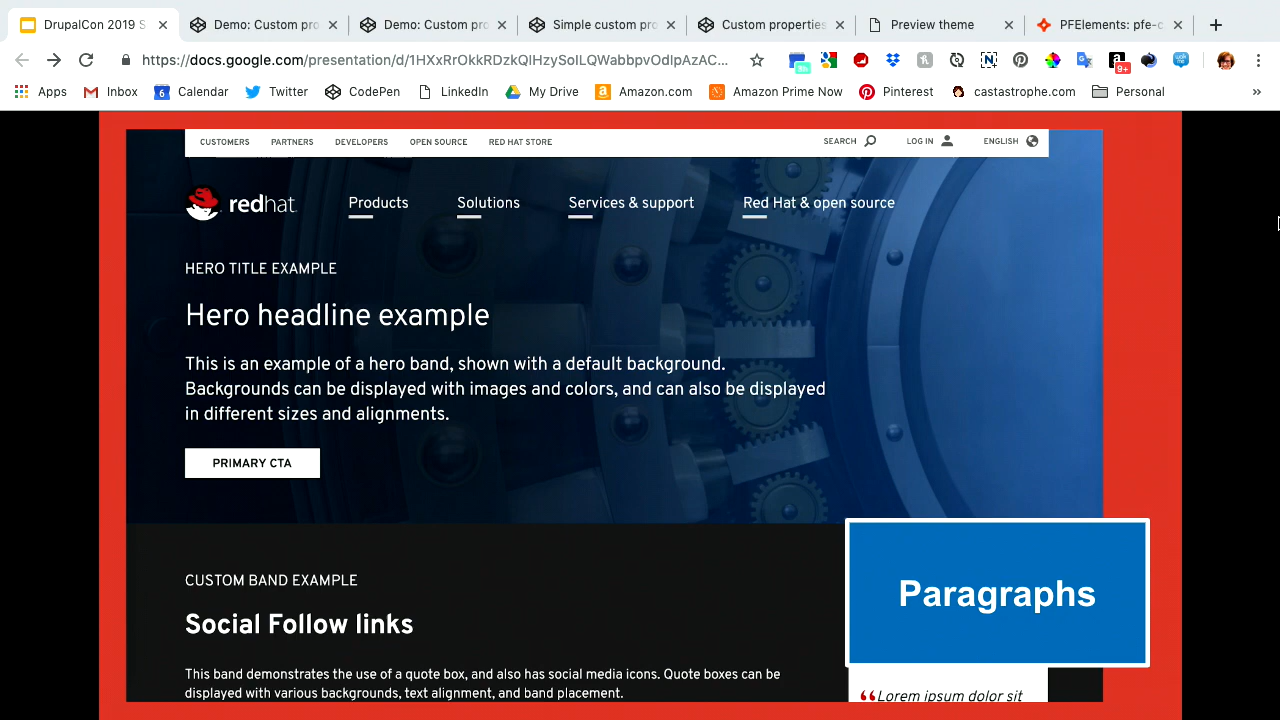 DrupalCon 2019 S
Demo: Custom pro
Demo: Custom pro
Simple custom pro
Custom properties
Preview theme
PFElements: pfe-c
https://docs.google.com/presentation/d/1HXxRrOkkRDzkQIHzySoILQWabbpvOdIpAzAC...
9+
Apps
Inbox
6
Calendar
Twitter
CodePen
LinkedIn
My Drive
Amazon.com
Amazon Prime Now
Pinterest
castastrophe.com
Personal
»
CUSTOMERS PARTNERS DEVELOPERS OPEN SOURCE RED HAT STORE SEARCH LOG IN ENGLISH
redhat Products Solutions Services & support Red Hat & open source
HERO TITLE EXAMPLE
Hero headline example
This is an example of a hero band, shown with a default background.
Backgrounds can be displayed with images and colors, and can also be displayed
in different sizes and alignments.
PRIMARY CTA
CUSTOM BAND EXAMPLE
Paragraphs
Social Follow links
This band demonstrates the use of a quote box, and also has social media icons. Quote boxes can be
displayed with various backgrounds, text alignment, and band placement.
“Lorem ipsum dolor sit